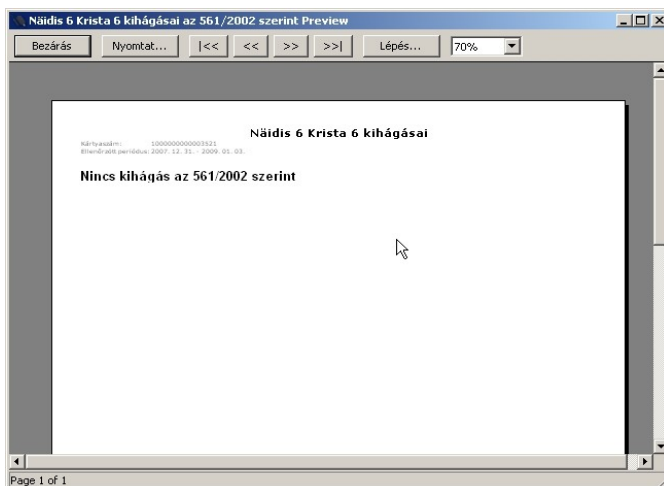 Näidis 6 Krista 6 kihágásai az 561/2002 szerint Preview
Bezárás Nyomtat... |<< << >> >>| Lépés... 70%
Näidis 6 Krista 6 kihágásai
Kártyaszám: 1000000000003521
Ellenőrzött periódus: 2007. 12. 31. - 2009. 01. 03.
Nincs kihágás az 561/2002 szerint
Page 1 of 1